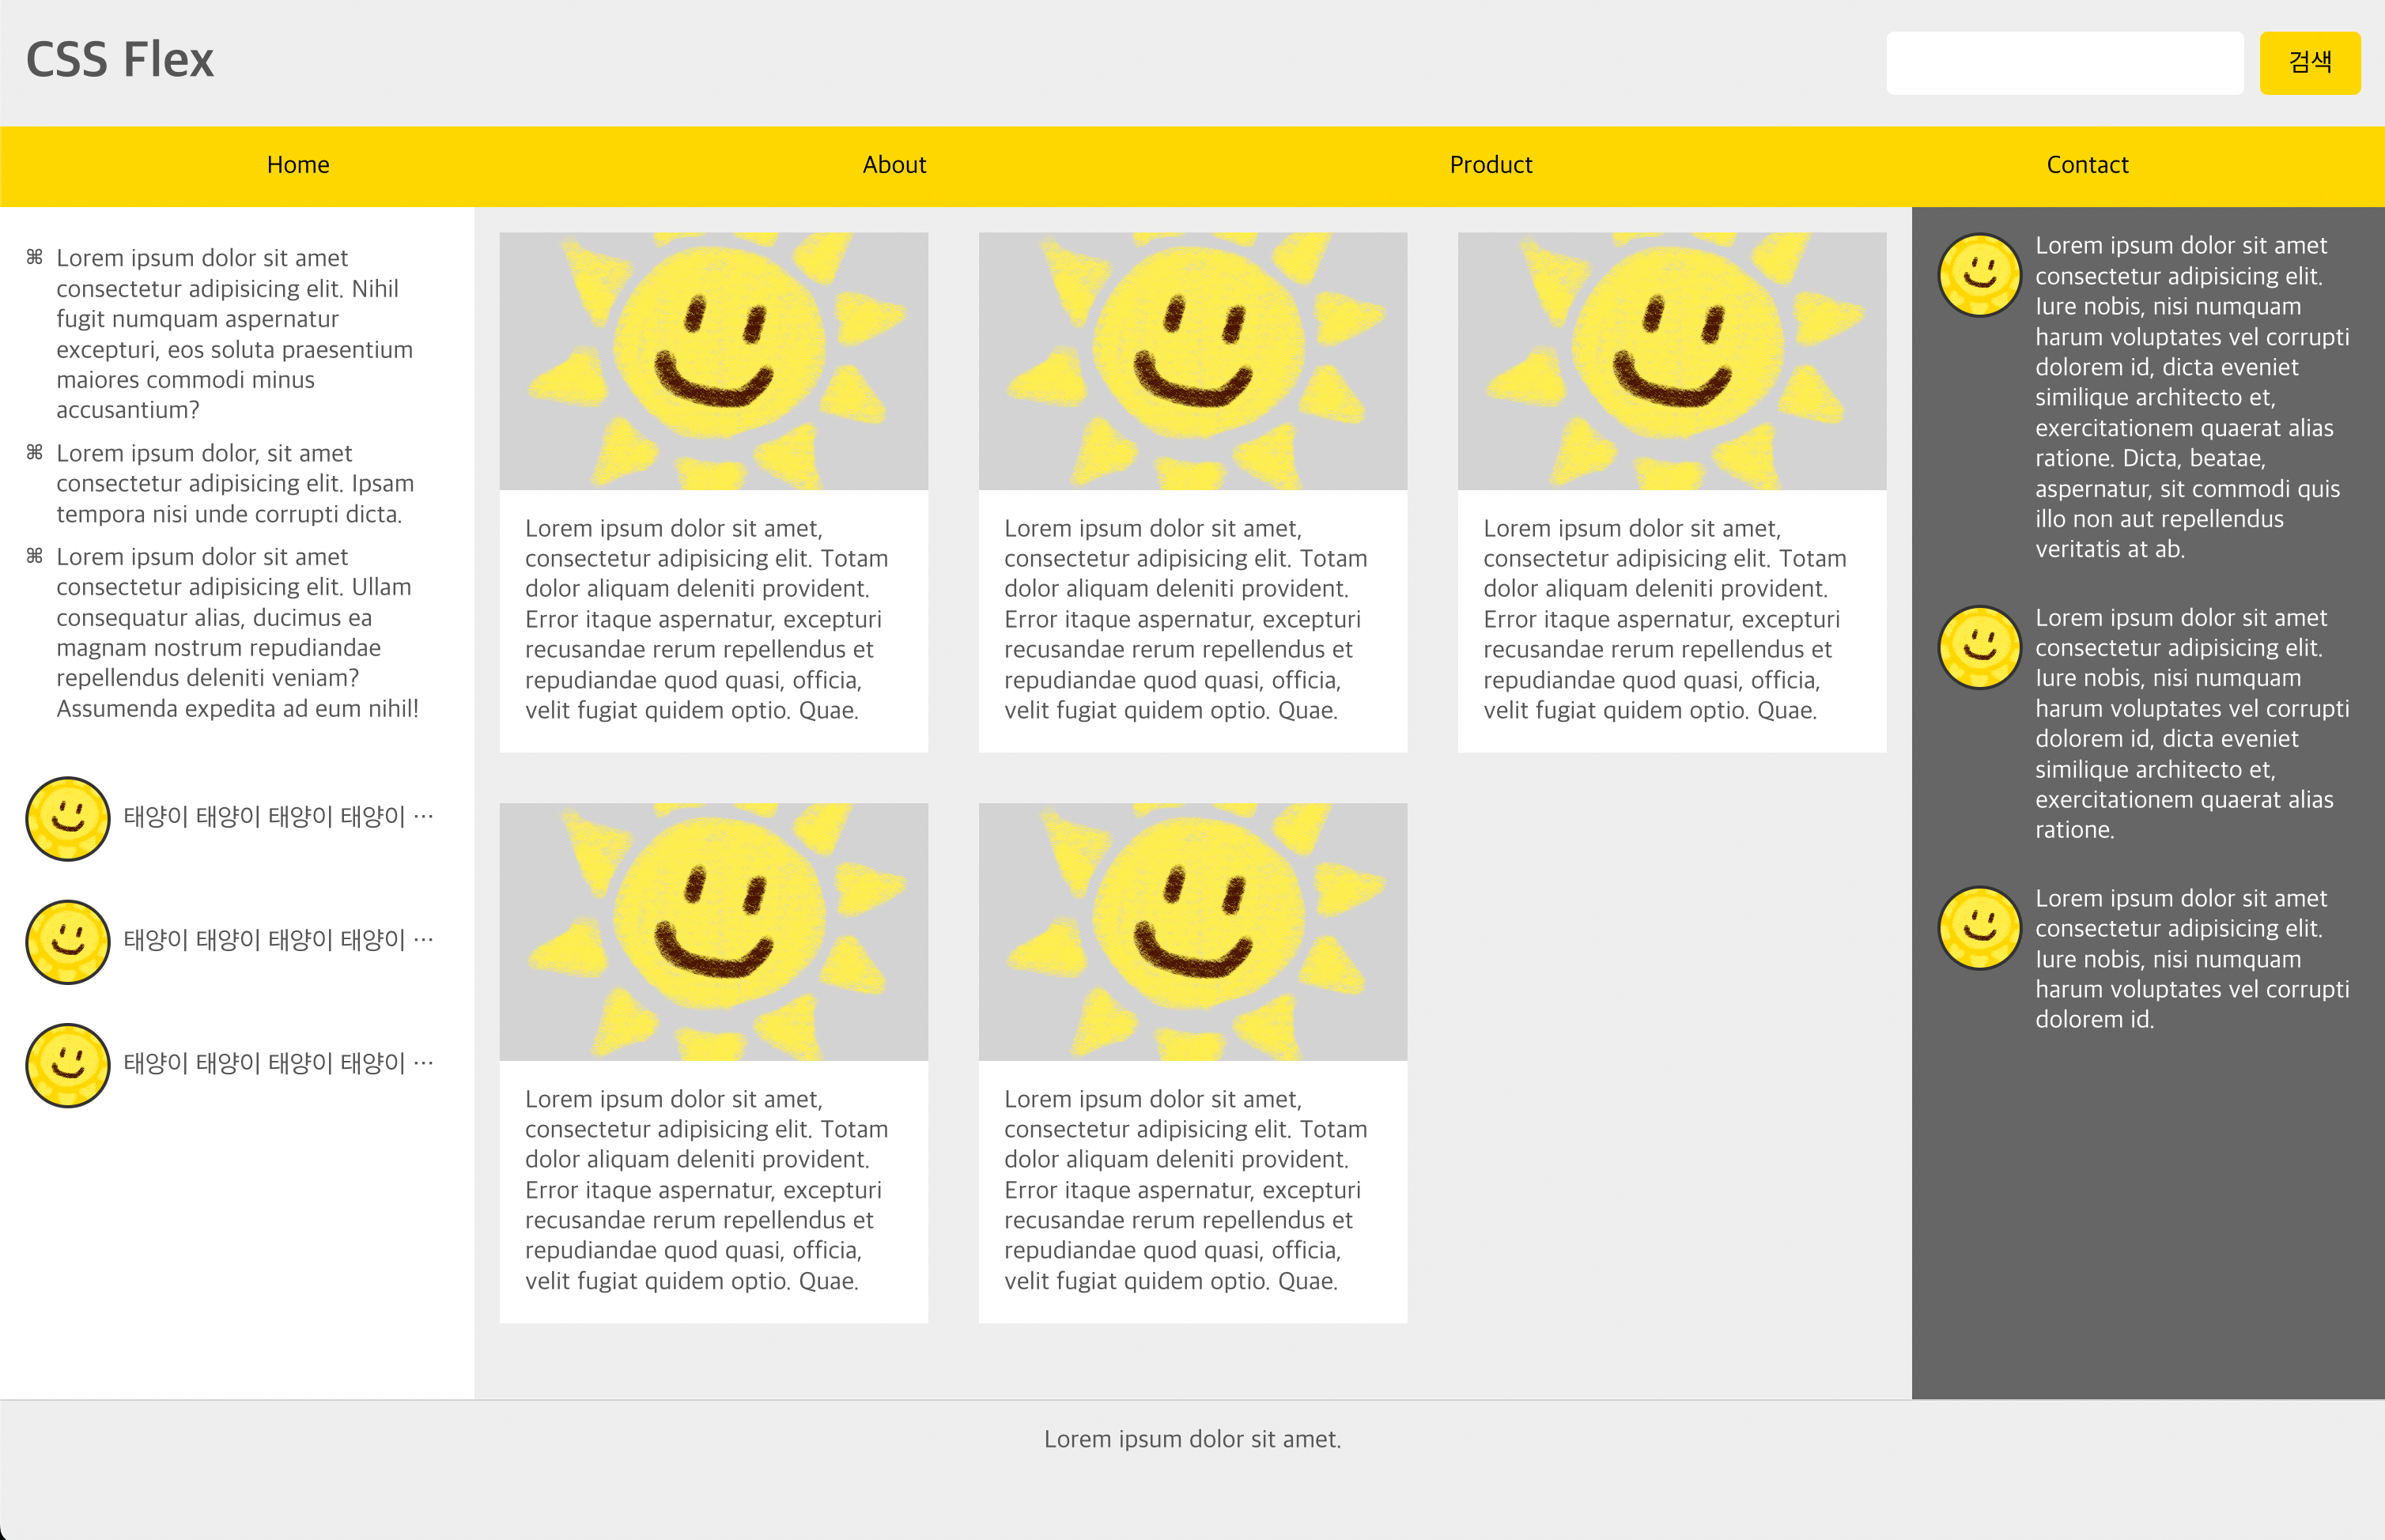 CSS Flex
검색
Home
About
Product
Contact
⌘ Lorem ipsum dolor sit amet
consectetur adipisicing elit. Nihil
fugit numquam aspernatur
excepturi, eos soluta praesentium
maiores commodi minus
accusantium?
⌘ Lorem ipsum dolor, sit amet
consectetur adipisicing elit. Ipsam
tempora nisi unde corrupti dicta.
⌘ Lorem ipsum dolor sit amet
consectetur adipisicing elit. Ullam
consequatur alias, ducimus ea
magnam nostrum repudiandae
repellendus deleniti veniam?
Assumenda expedita ad eum nihil!
태양이 태양이 태양이 태양이 …
태양이 태양이 태양이 태양이 …
태양이 태양이 태양이 태양이 …
Lorem ipsum dolor sit amet,
consectetur adipisicing elit. Totam
dolor aliquam deleniti provident.
Error itaque aspernatur, excepturi
recusandae rerum repellendus et
repudiandae quod quasi, officia,
velit fugiat quidem optio. Quae.
Lorem ipsum dolor sit amet,
consectetur adipisicing elit. Totam
dolor aliquam deleniti provident.
Error itaque aspernatur, excepturi
recusandae rerum repellendus et
repudiandae quod quasi, officia,
velit fugiat quidem optio. Quae.
Lorem ipsum dolor sit amet,
consectetur adipisicing elit. Totam
dolor aliquam deleniti provident.
Error itaque aspernatur, excepturi
recusandae rerum repellendus et
repudiandae quod quasi, officia,
velit fugiat quidem optio. Quae.
Lorem ipsum dolor sit amet,
consectetur adipisicing elit. Totam
dolor aliquam deleniti provident.
Error itaque aspernatur, excepturi
recusandae rerum repellendus et
repudiandae quod quasi, officia,
velit fugiat quidem optio. Quae.
Lorem ipsum dolor sit amet,
consectetur adipisicing elit. Totam
dolor aliquam deleniti provident.
Error itaque aspernatur, excepturi
recusandae rerum repellendus et
repudiandae quod quasi, officia,
velit fugiat quidem optio. Quae.
Lorem ipsum dolor sit amet
consectetur adipisicing elit.
Iure nobis, nisi numquam
harum voluptates vel corrupti
dolorem id, dicta eveniet
similique architecto et,
exercitationem quaerat alias
ratione. Dicta, beatae,
aspernatur, sit commodi quis
illo non aut repellendus
veritatis at ab.
Lorem ipsum dolor sit amet
consectetur adipisicing elit.
Iure nobis, nisi numquam
harum voluptates vel corrupti
dolorem id, dicta eveniet
similique architecto et,
exercitationem quaerat alias
ratione.
Lorem ipsum dolor sit amet
consectetur adipisicing elit.
Iure nobis, nisi numquam
harum voluptates vel corrupti
dolorem id.
Lorem ipsum dolor sit amet.